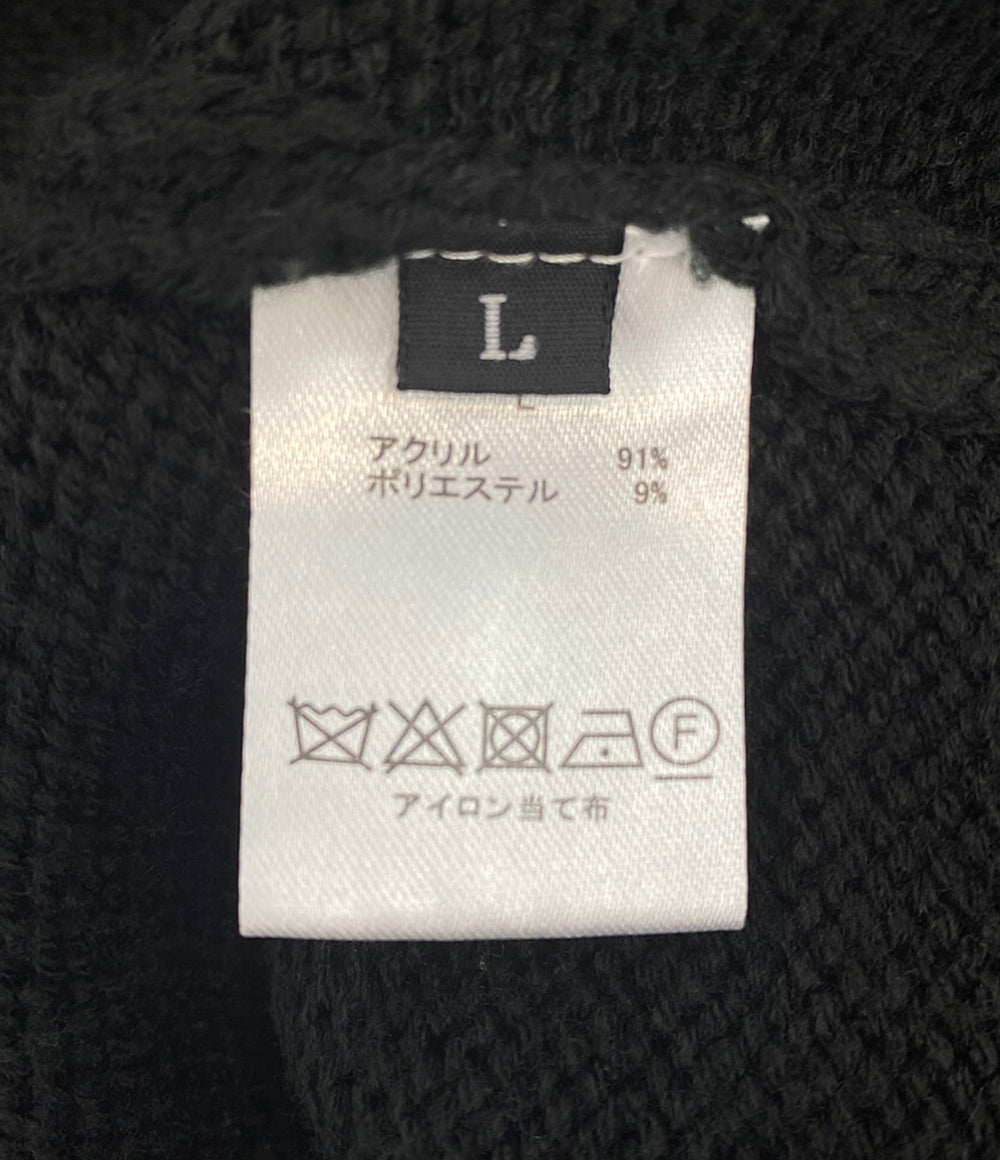 L
L
アクリル 91%
ポリエステル 9%
F
アイロン当て布